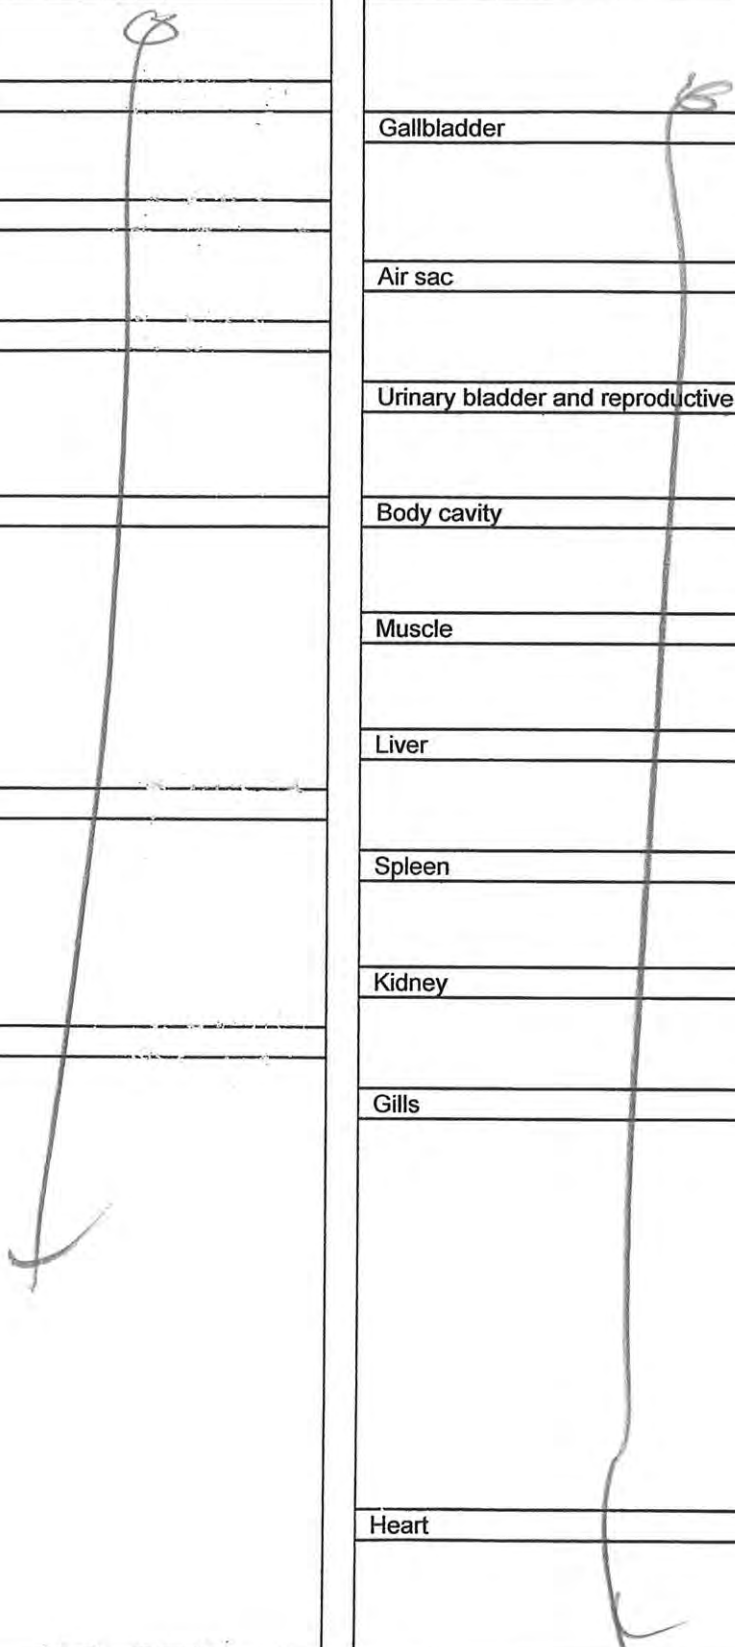 Gallbladder
Air sac
Urinary bladder and reproductive
Body cavity
Muscle
Liver
Spleen
Kidney
Gills
Heart